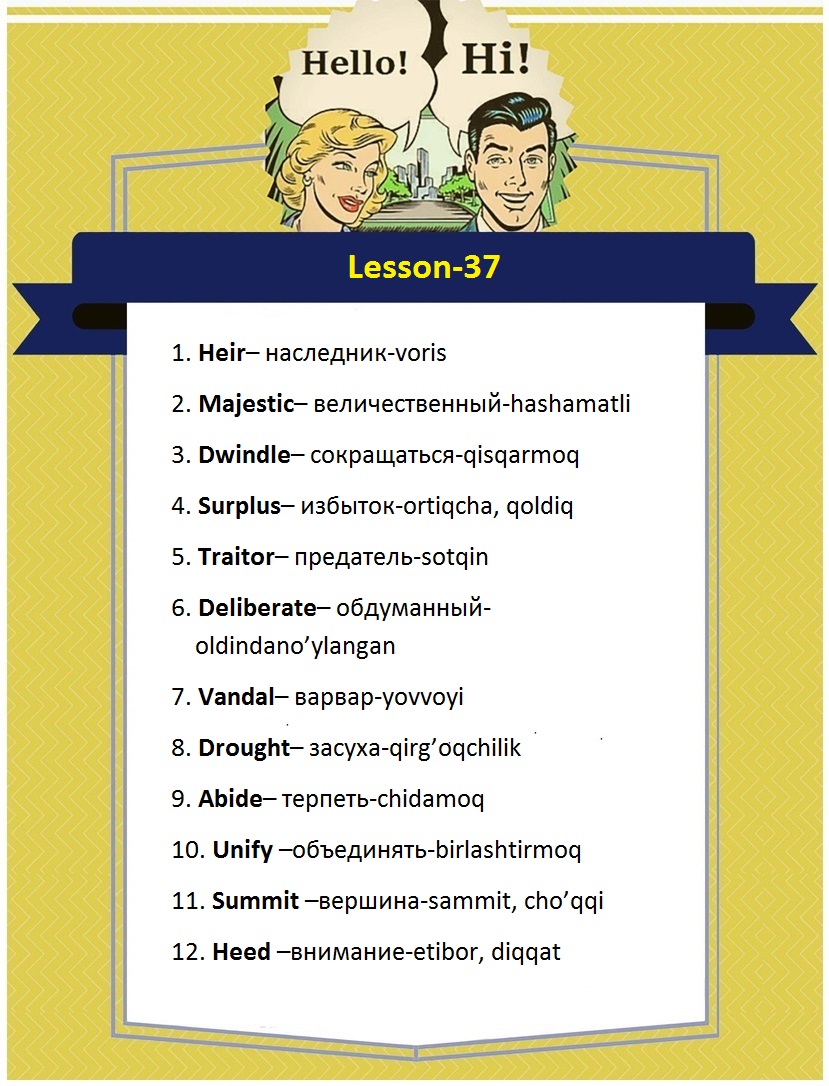 Hello!
Hi!
Lesson-37
1. Heir– наследник-voris
2. Majestic– величественный-hashamatli
3. Dwindle– сокращаться-qisqarmoq
4. Surplus– избыток-ortiqcha, qoldiq
5. Traitor– предатель-sotqin
6. Deliberate– обдуманный-
oldindano’ylangan
7. Vandal– варвар-yovvoyi
8. Drought– засуха-qirg’oqchilik
9. Abide– терпеть-chidamoq
10. Unify –объединять-birlashtirmoq
11. Summit –вершина-sammit, cho’qqi
12. Heed –внимание-etibor, diqqat